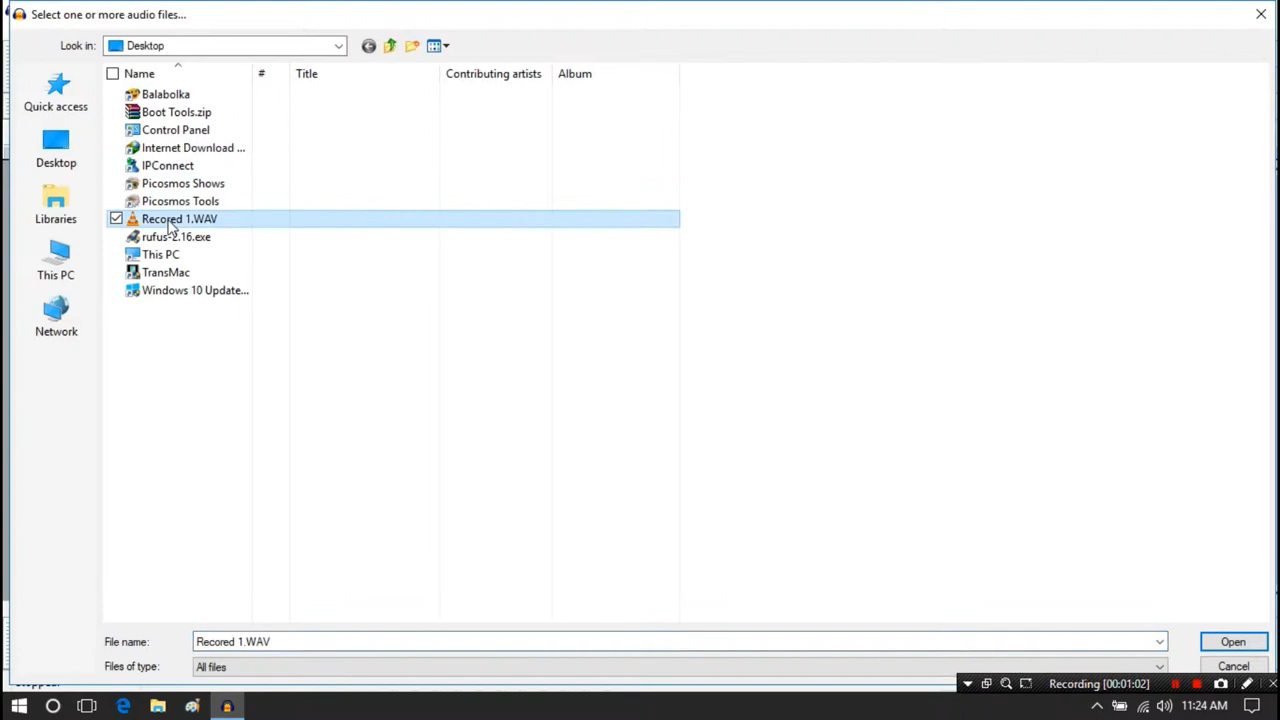 Select one or more audio files...
Look in:
Desktop
Name
#
Title
Contributing artists
Album
Quick access
Desktop
Libraries
This PC
Network
Balabolka
Boot Tools.zip
Control Panel
Internet Download ...
IPConnect
Picosmos Shows
Picosmos Tools
Recored 1.WAV
rufus-2.16.exe
This PC
TransMac
Windows 10 Update...
File name:
Recored 1.WAV
Open
Files of type:
All files
Cancel
Recording [00:01:02]
11:24 AM